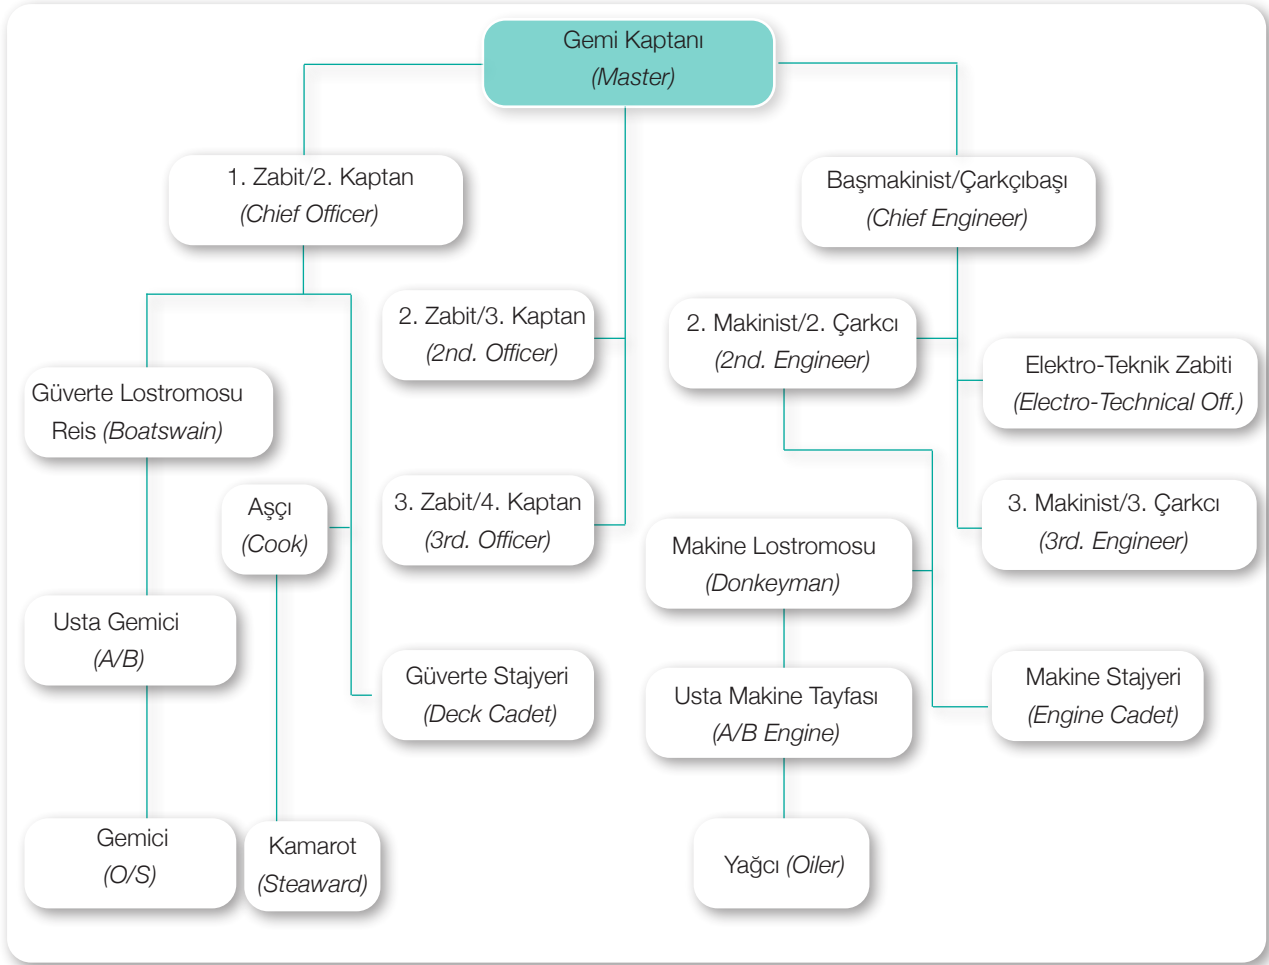 Gemi Kaptanı
(Master)
1. Zabit/2. Kaptan
(Chief Officer)
Başmakinist/Çarkçıbaşı
(Chief Engineer)
2. Zabit/3. Kaptan
(2nd. Officer)
2. Makinist/2. Çarkcı
(2nd. Engineer)
Elektro-Teknik Zabiti
(Electro-Technical Off.)
Güverte Lostromosu
Reis (Boatswain)
Aşçı
(Cook)
3. Zabit/4. Kaptan
(3rd. Officer)
3. Makinist/3. Çarkcı
(3rd. Engineer)
Makine Lostromosu
(Donkeyman)
Usta Gemici
(A/B)
Güverte Stajyeri
(Deck Cadet)
Usta Makine Tayfası
(A/B Engine)
Makine Stajyeri
(Engine Cadet)
Gemici
(O/S)
Kamarot
(Steaward)
Yağcı (Oiler)